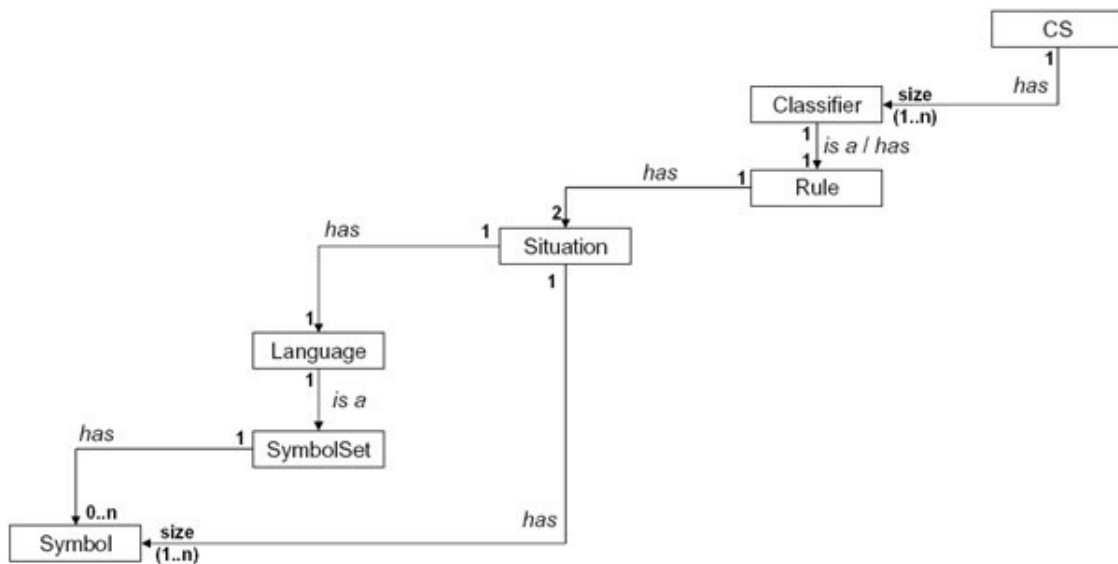 CS
1
has
Classifier
size
(1..n)
1
is a / has
1
has
1
Rule
2
has
1
Situation
1
1
Language
1
is a
has
1
SymbolSet
0..n
size
has
Symbol
(1..n)